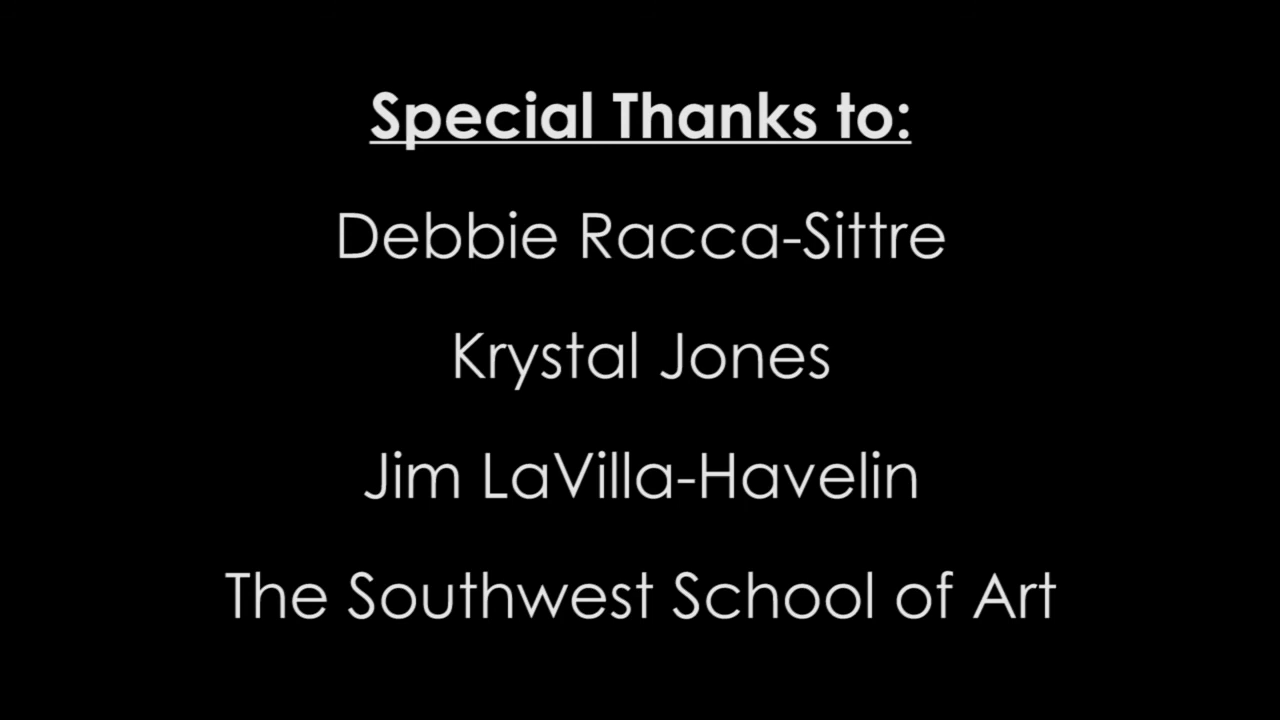 Special Thanks to:
Debbie Racca-Sittre
Krystal Jones
Jim LaVilla-Havelin
The Southwest School of Art